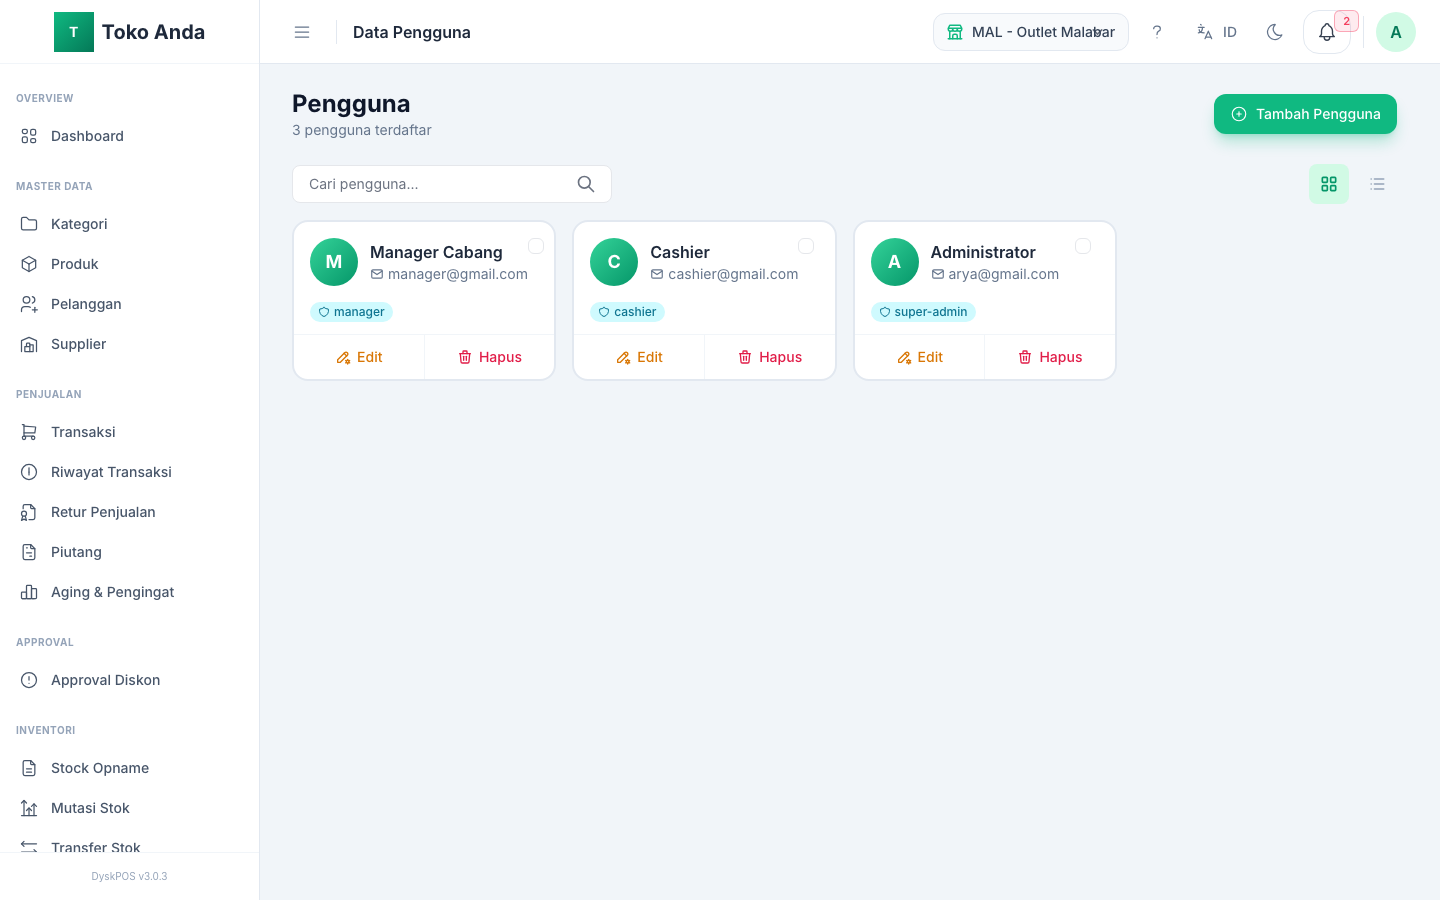 T Toko Anda
Data Pengguna
MAL - Outlet Malabar
?
ID
2
A
OVERVIEW
Dashboard
MASTER DATA
Kategori
Produk
Pelanggan
Supplier
PENJUALAN
Transaksi
Riwayat Transaksi
Retur Penjualan
Piutang
Aging & Pengingat
APPROVAL
Approval Diskon
INVENTORI
Stock Opname
Mutasi Stok
Transfer Stok
DyskPOS v3.0.3
Pengguna
3 pengguna terdaftar
Tambah Pengguna
Cari pengguna...
M
Manager Cabang
manager@gmail.com
manager
Edit
Hapus
C
Cashier
cashier@gmail.com
cashier
Edit
Hapus
A
Administrator
arya@gmail.com
super-admin
Edit
Hapus